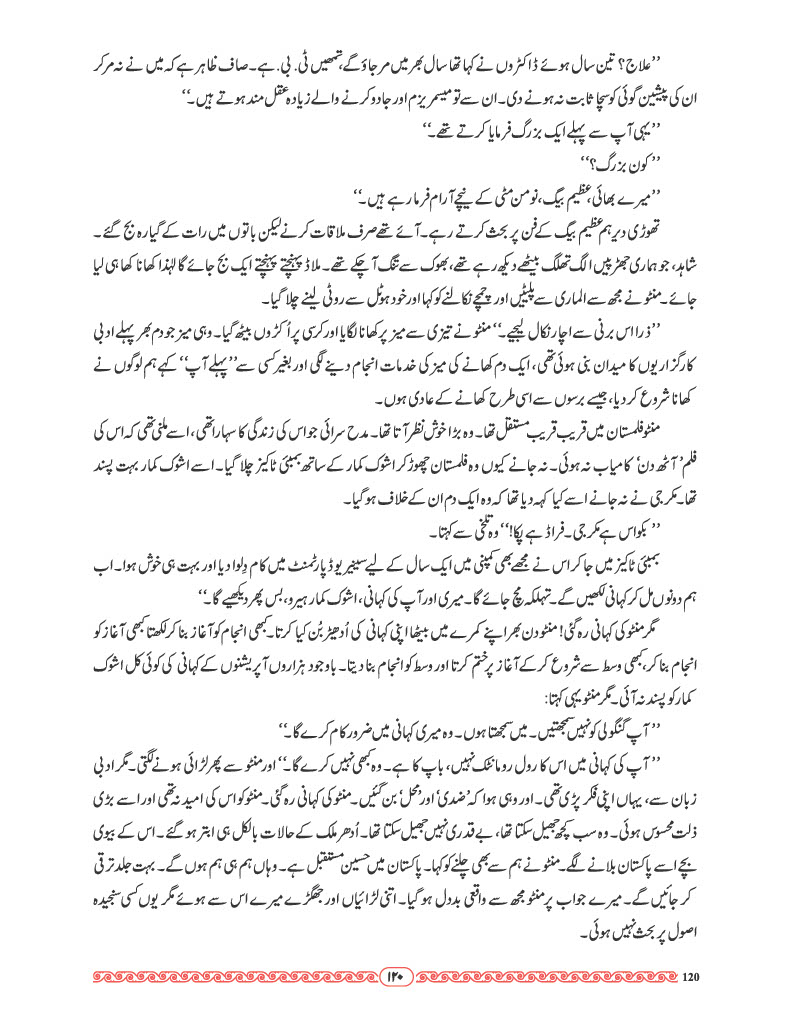 ”علاج؟ تین سال ہوئے ڈاکٹروں نے کہا تھا سال بھر میں مر جاؤ گے، تمھیں ٹی. بی. ہے۔ صاف ظاہر ہے کہ میں نے نہ مر کر
ان کی پیشین گوئی کو سچا ثابت نہ ہونے دی۔ ان سے تو میسمریزم اور جادو کرنے والے زیادہ عقل مند ہوتے ہیں۔“
”یہی آپ سے پہلے ایک بزرگ فرمایا کرتے تھے۔“
”کون بزرگ؟“
”میرے بھائی، عظیم بیگ، نو من مٹی کے نیچے آرام فرما رہے ہیں۔“
تھوڑی دیر ہم عظیم بیگ کے فن پر بحث کرتے رہے۔ آئے تھے صرف ملاقات کرنے لیکن باتوں میں رات کے گیارہ بج گئے۔
شاہد، جو ہماری جھڑپیں الگ تھلگ بیٹھے دیکھ رہے تھے، بھوک سے تنگ آ چکے تھے۔ ملاڈ پہنچتے پہنچتے ایک بج جائے گا لہٰذا کھانا کھا ہی لیا
جائے۔ منٹو نے مجھ سے الماری سے پلیٹیں اور چمچے نکالنے کو کہا اور خود ہوٹل سے روٹی لینے چلا گیا۔
”ذرا اس برنی سے اچار نکال لیجیے۔“ منٹو نے تیزی سے میز پر کھانا لگایا اور کرسی پر اُکڑوں بیٹھ گیا۔ وہی میز جو دم بھر پہلے ادبی
کارگزاریوں کا میدان بنی ہوئی تھی، ایک دم کھانے کی میز کی خدمات انجام دینے لگی اور بغیر کسی سے ”پہلے آپ“ کہے ہم لوگوں نے
کھانا شروع کر دیا، جیسے برسوں سے اسی طرح کھانے کے عادی ہوں۔
منٹو فلمستان میں قریب قریب مستقل تھا۔ وہ بڑا خوش نظر آتا تھا۔ مدح سرائی جو اس کی زندگی کا سہارا تھی، اسے ملتی تھی کہ اس کی
فلم ’آٹھ دن‘ کامیاب نہ ہوئی۔ نہ جانے کیوں وہ فلمستان چھوڑ کر اشوک کمار کے ساتھ بمبئی ٹاکیز چلا گیا۔ اسے اشوک کمار بہت پسند
تھا۔ مکرجی نے نہ جانے اسے کیا کہہ دیا تھا کہ وہ ایک دم ان کے خلاف ہو گیا۔
”بکواس ہے مکرجی۔ فراڈ ہے پکا!“ وہ تلخی سے کہتا۔
بمبئی ٹاکیز میں جا کر اس نے مجھے بھی کمپنی میں ایک سال کے لیے سینیریو ڈپارٹمنٹ میں کام دِلوا دیا اور بہت ہی خوش ہوا۔ اب
ہم دونوں مل کر کہانی لکھیں گے۔ تہلکہ مچ جائے گا۔ میری اور آپ کی کہانی، اشوک کمار ہیرو، بس پھر دیکھیے گا۔“
مگر منٹو کی کہانی رہ گئی! منٹو دن بھر اپنے کمرے میں بیٹھا اپنی کہانی کی اُدھیڑ بُن کیا کرتا۔ کبھی انجام کو آغاز بنا کر لکھتا کبھی آغاز کو
انجام بنا کر، کبھی وسط سے شروع کر کے آغاز پر ختم کرتا اور وسط کو انجام بنا دیتا۔ باوجود ہزاروں آپریشنوں کے کہانی کی کوئی کل اشوک
کمار کو پسند نہ آئی۔ مگر منٹو یہی کہتا:
”آپ گنگولی کو نہیں سمجھتیں۔ میں سمجھتا ہوں۔ وہ میری کہانی میں ضرور کام کرے گا۔“
”آپ کی کہانی میں اس کا رول رومانٹک نہیں، باپ کا ہے۔ وہ کبھی نہیں کرے گا۔“ اور منٹو سے پھر لڑائی ہونے لگتی۔ مگر ادبی
زبان سے، یہاں اپنی فکر پڑی تھی۔ اور وہی ہوا کہ ’ضدی‘ اور ’محل‘ بن گئیں۔ منٹو کی کہانی رہ گئی۔ منٹو کو اس کی امید نہ تھی اور اسے بڑی
ذلت محسوس ہوئی۔ وہ سب کچھ جھیل سکتا تھا، بے قدری نہیں جھیل سکتا تھا۔ اُدھر ملک کے حالات بالکل ہی ابتر ہو گئے۔ اس کے بیوی
بچے اسے پاکستان بلانے لگے۔ منٹو نے ہم سے بھی چلنے کو کہا۔ پاکستان میں حسین مستقبل ہے۔ وہاں ہم ہی ہم ہوں گے۔ بہت جلد ترقی
کر جائیں گے۔ میرے جواب پر منٹو مجھ سے واقعی بددل ہو گیا۔ اتنی لڑائیاں اور جھگڑے میرے اس سے ہوئے مگر یوں کسی سنجیدہ
اصول پر بحث نہیں ہوئی۔
۱۲۰
120